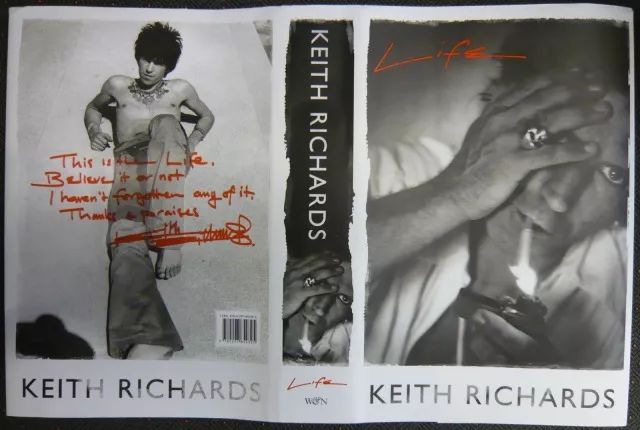 This is the Life.
Believe it or not
I haven't forgotten any of it.
Thanks & praises
KEITH RICHARDS
KEITH RICHARDS
Life
W&N
Life
KEITH RICHARDS